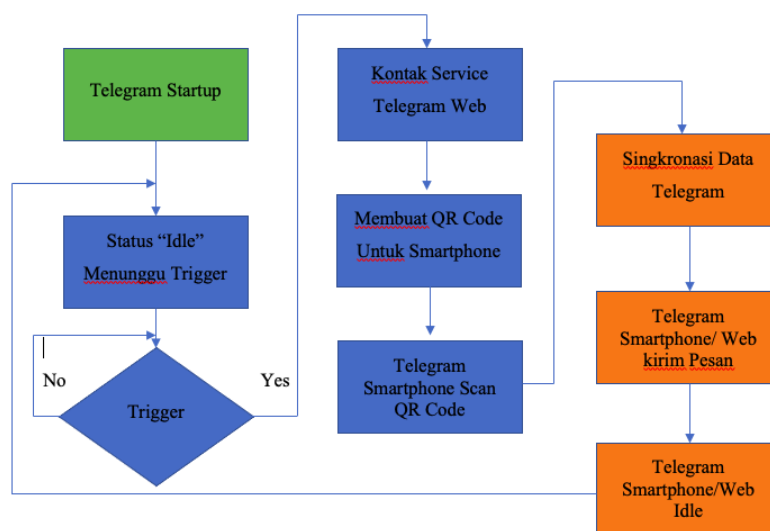 Telegram Startup
Status “Idle”
Menunggu Trigger
No
Trigger
Yes
Kontak Service
Telegram Web
Membuat QR Code
Untuk Smartphone
Telegram
Smartphone Scan
QR Code
Singkronasi Data
Telegram
Telegram
Smartphone/ Web
kirim Pesan
Telegram
Smartphone/Web
Idle